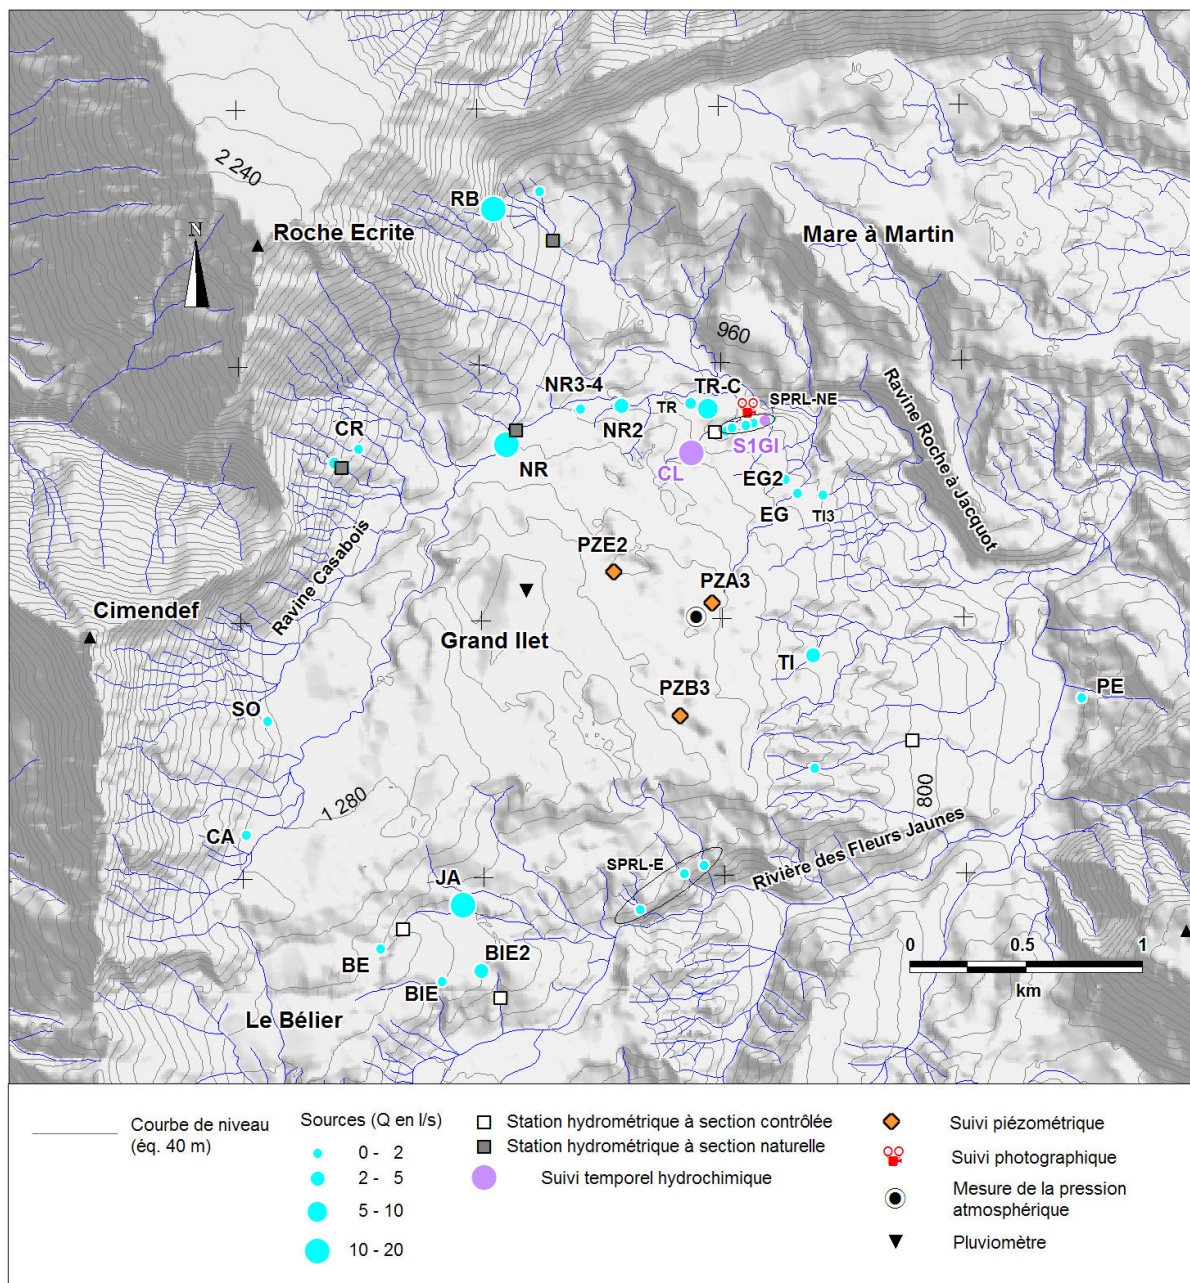 2 240
RB
Roche Ecrite
N
Mare à Martin
960
NR3-4
TR-C
TR
SPRL-NE
Ravine Roche à Jacquot
NR2
CR
S1GI
NR
CL
EG2
EG
TI3
PZE2
PZA3
Ravine Casabois
Cimendef
Grand Ilet
TI
PE
PZB3
SO
1 280
800
CA
Rivière des Fleurs Jaunes
SPRL-E
JA
0 0.5 1
km
BE
BIE2
BIE
Le Bélier
Courbe de niveau
(éq. 40 m)
Sources (Q en l/s)
0 - 2
2 - 5
5 - 10
10 - 20
Station hydrométrique à section contrôlée
Station hydrométrique à section naturelle
Suivi temporel hydrochimique
Suivi piézométrique
Suivi photographique
Mesure de la pression
atmosphérique
Pluviomètre